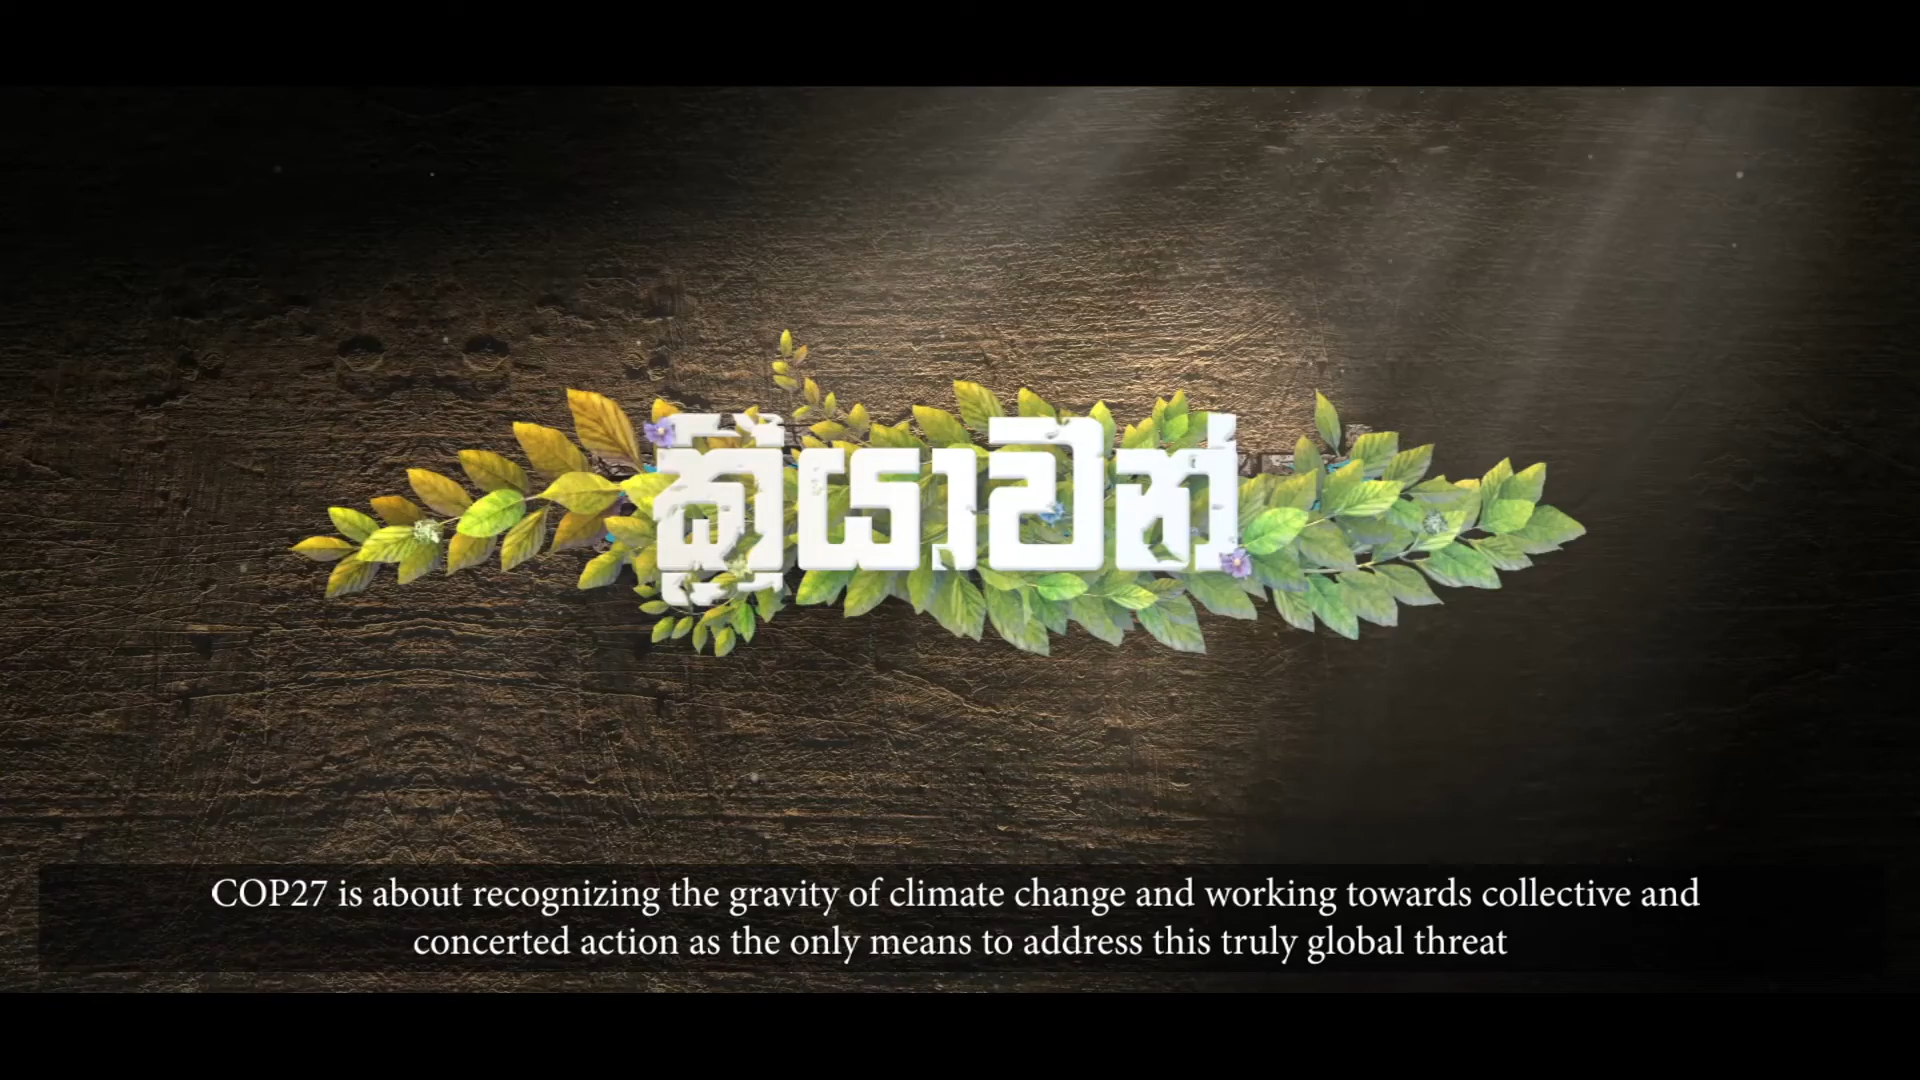 ක්‍රියාවන්
COP27 is about recognizing the gravity of climate change and working towards collective and
concerted action as the only means to address this truly global threat